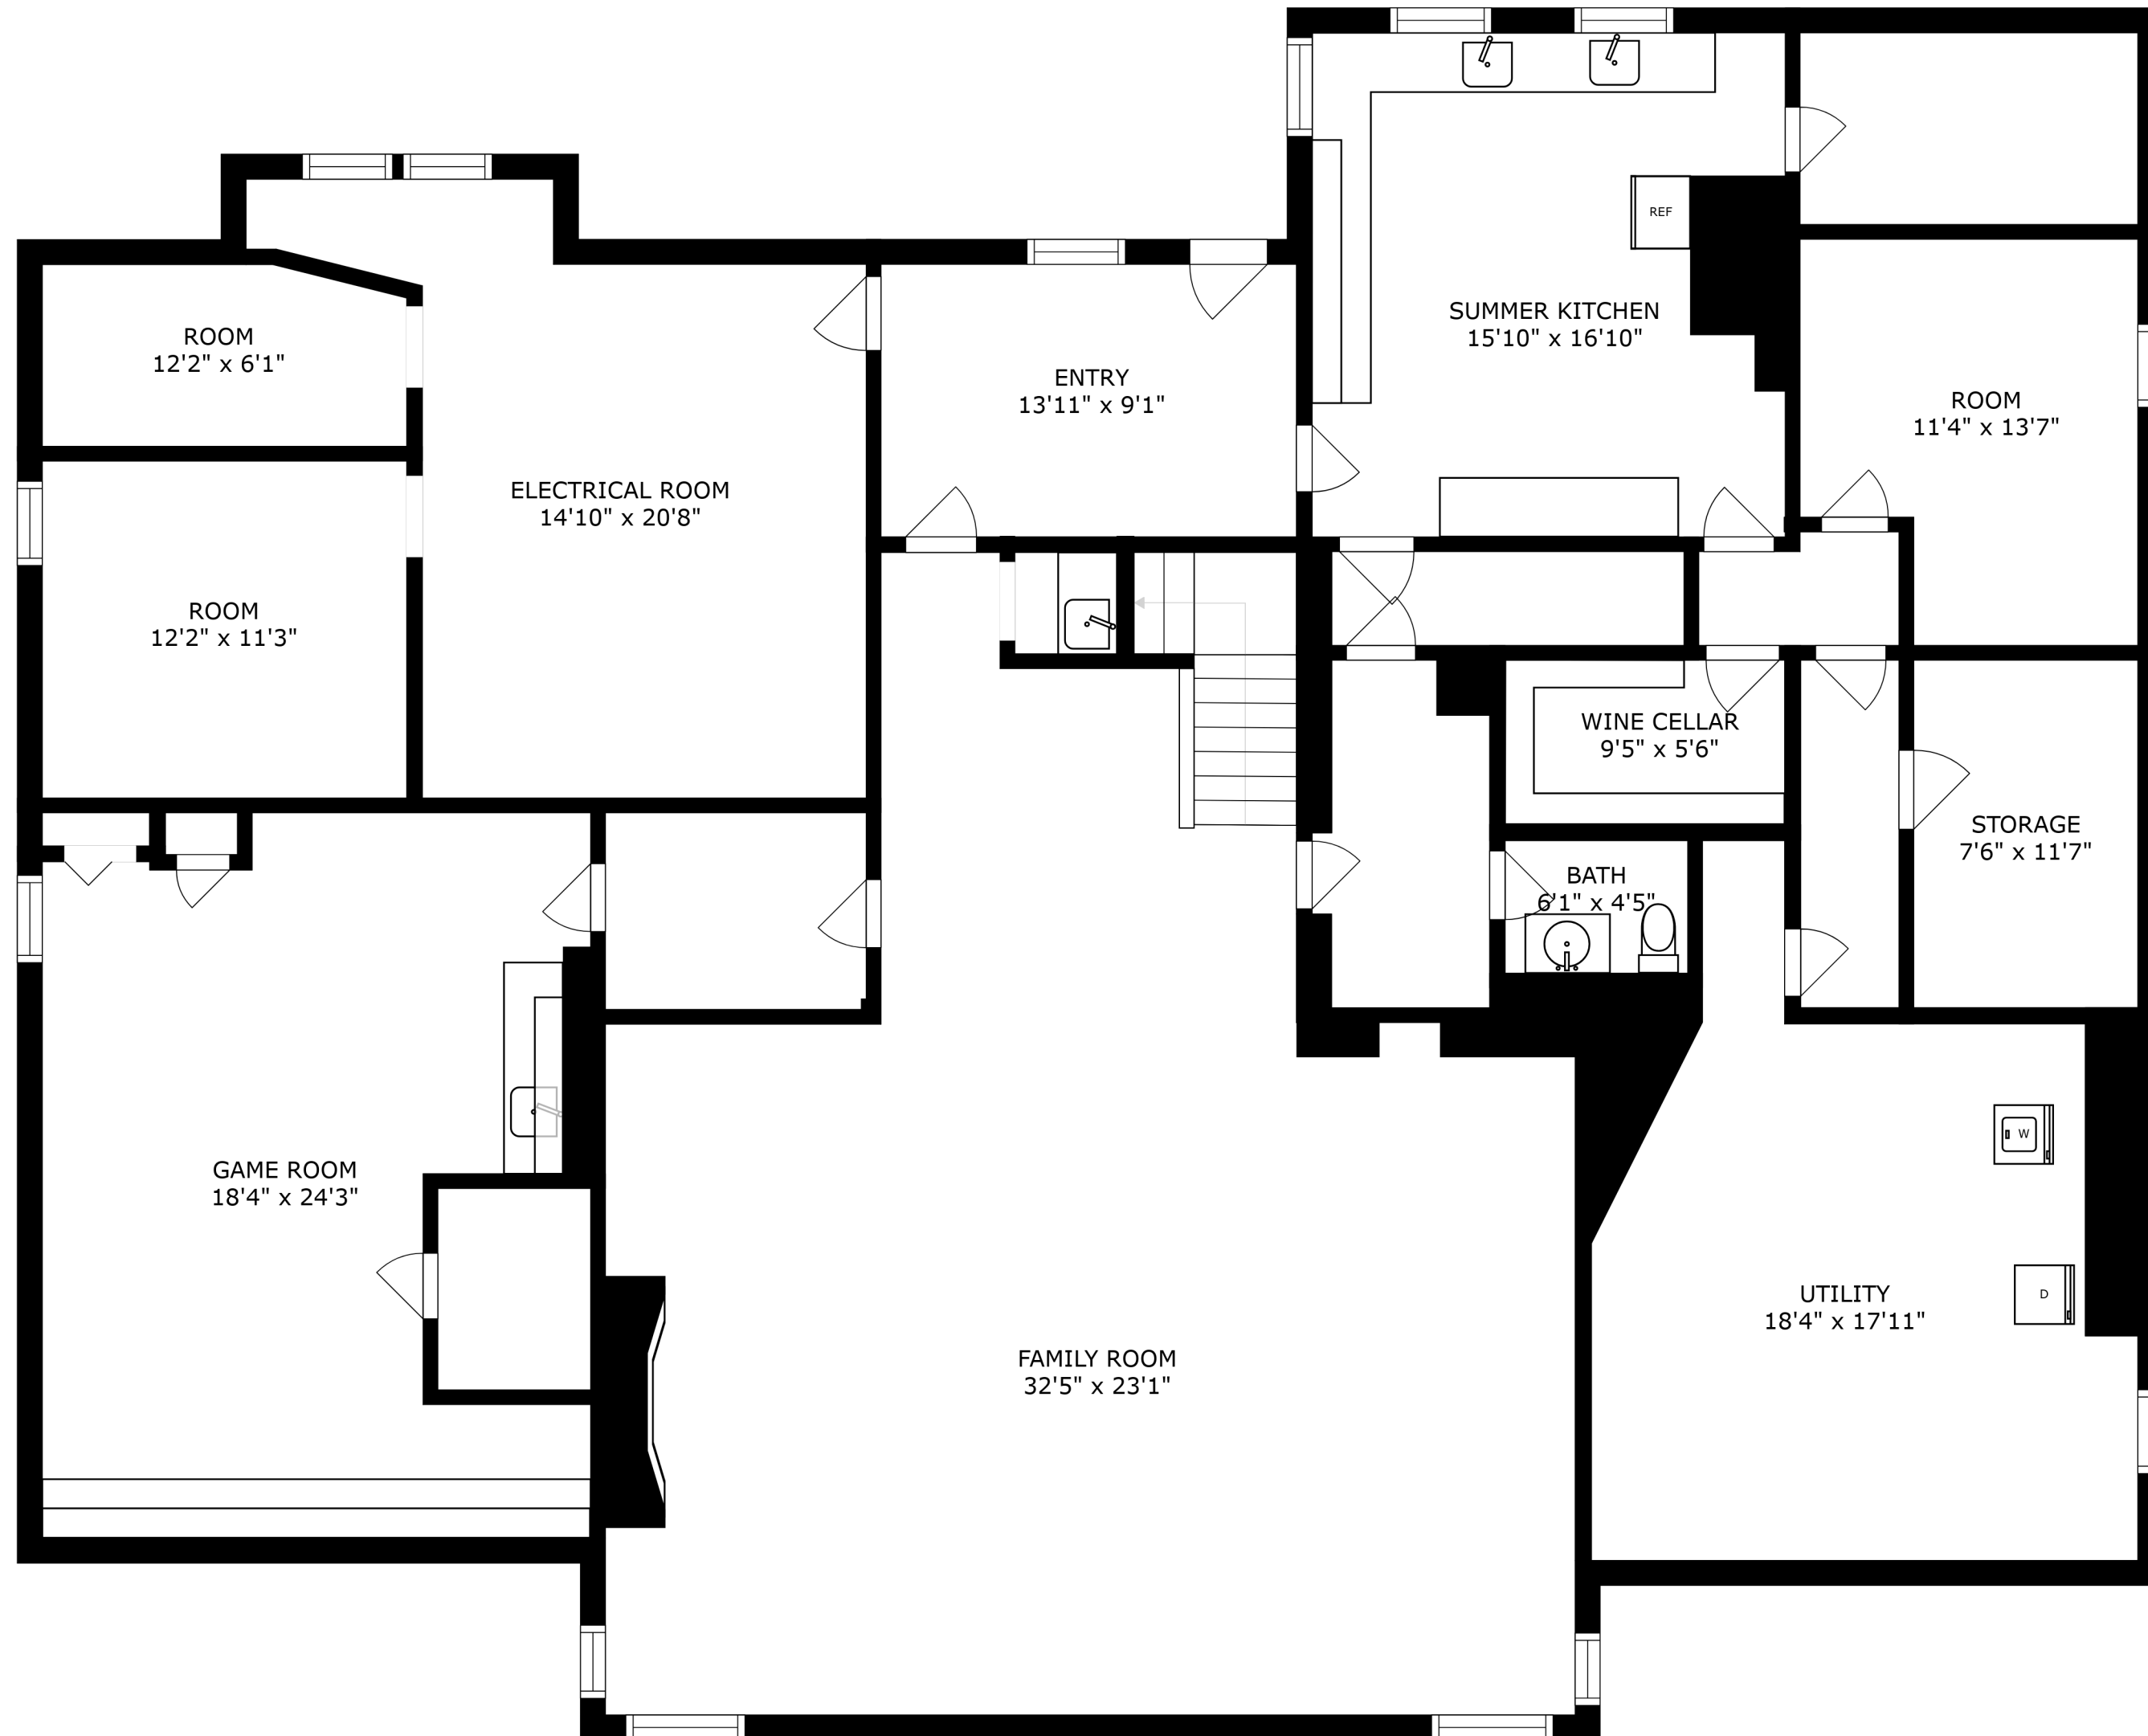 REF
SUMMER KITCHEN
15'10" x 16'10"
ROOM
12'2" x 6'1"
ENTRY
13'11" x 9'1"
ROOM
11'4" x 13'7"
ELECTRICAL ROOM
14'10" x 20'8"
ROOM
12'2" x 11'3"
WINE CELLAR
9'5" x 5'6"
STORAGE
7'6" x 11'7"
BATH
6'1" x 4'5"
W
GAME ROOM
18'4" x 24'3"
D
UTILITY
18'4" x 17'11"
FAMILY ROOM
32'5" x 23'1"